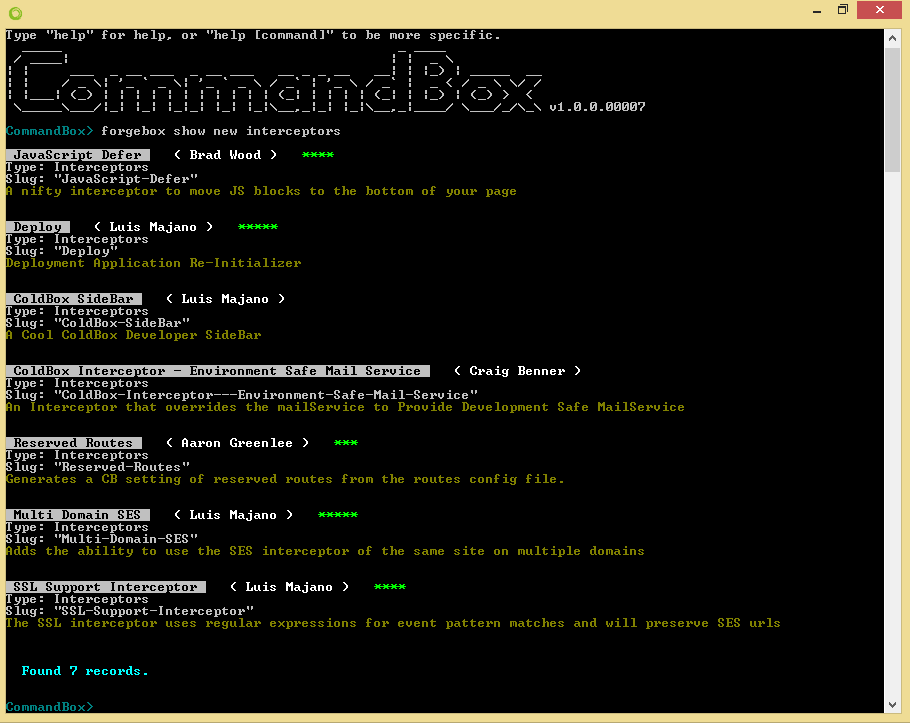 Type "help" for help, or "help [command]" to be more specific.
CommandBox
v1.0.0.00007
CommandBox> forgebox show new interceptors
JavaScript Defer ( Brad Wood ) ****
Type: Interceptors
Slug: "JavaScript-Defer"
A nifty interceptor to move JS blocks to the bottom of your page
Deploy ( Luis Majano ) *****
Type: Interceptors
Slug: "Deploy"
Deployment Application Re-Initializer
ColdBox SideBar ( Luis Majano )
Type: Interceptors
Slug: "ColdBox-SideBar"
A Cool ColdBox Developer SideBar
ColdBox Interceptor - Environment Safe Mail Service ( Craig Benner )
Type: Interceptors
Slug: "ColdBox-Interceptor---Environment-Safe-Mail-Service"
An Interceptor that overrides the mailService to Provide Development Safe MailService
Reserved Routes ( Aaron Greenlee ) ***
Type: Interceptors
Slug: "Reserved-Routes"
Generates a CB setting of reserved routes from the routes config file.
Multi Domain SES ( Luis Majano ) *****
Type: Interceptors
Slug: "Multi-Domain-SES"
Adds the ability to use the SES interceptor of the same site on multiple domains
SSL Support Interceptor ( Luis Majano ) ****
Type: Interceptors
Slug: "SSL-Support-Interceptor"
The SSL interceptor uses regular expressions for event pattern matches and will preserve SES urls
Found 7 records.
CommandBox>